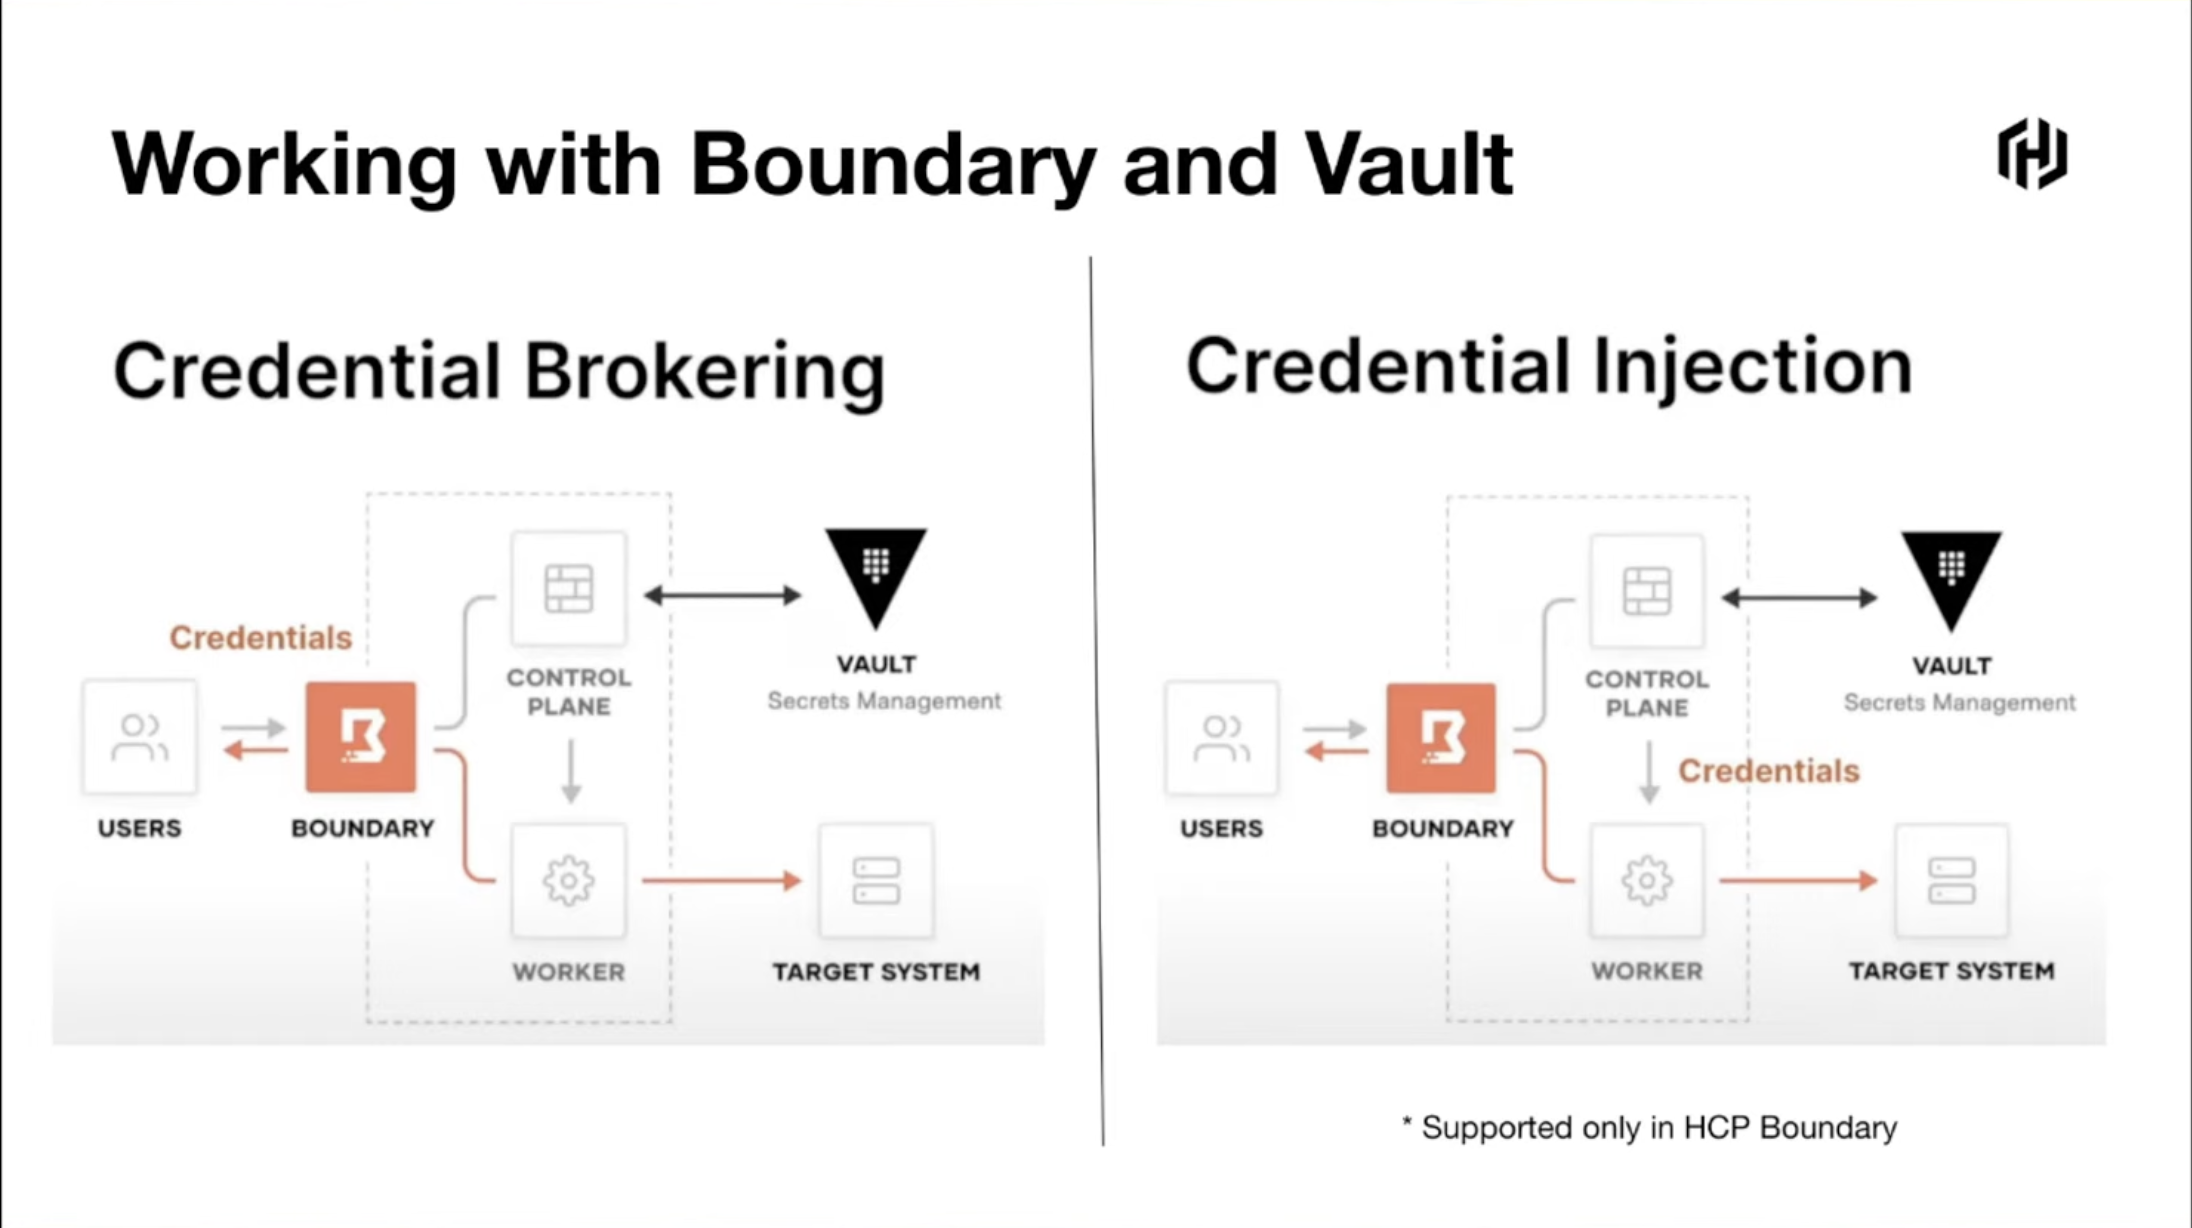 Working with Boundary and Vault
Credential Brokering
Credentials
USERS
BOUNDARY
CONTROL
PLANE
WORKER
VAULT
Secrets Management
TARGET SYSTEM
Credential Injection
USERS
BOUNDARY
CONTROL
PLANE
Credentials
WORKER
VAULT
Secrets Management
TARGET SYSTEM
* Supported only in HCP Boundary